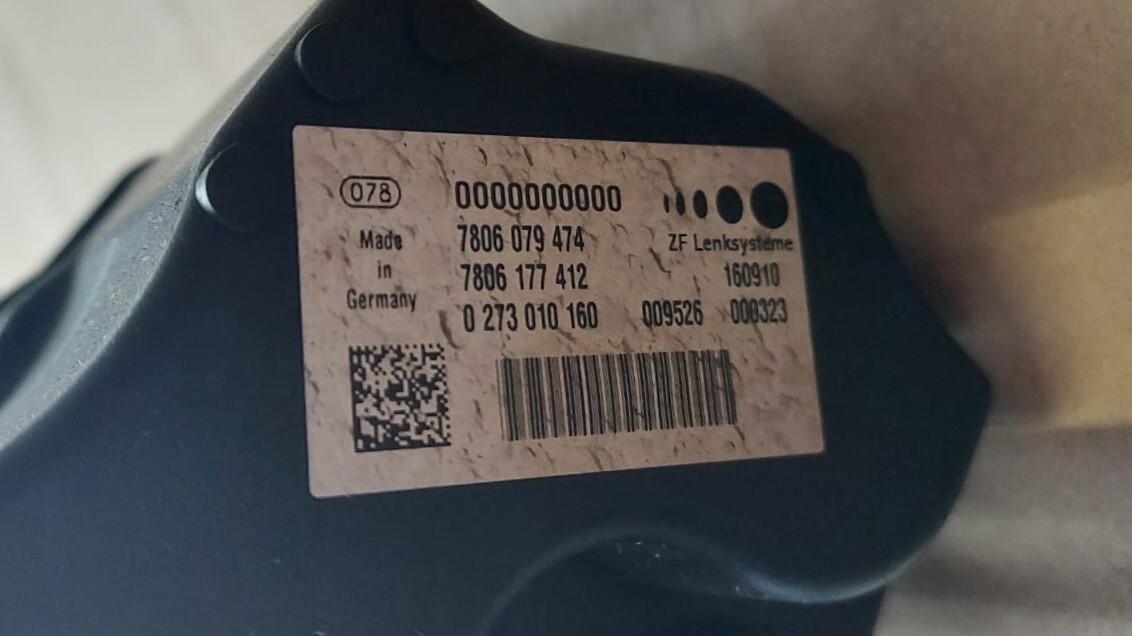 078 0000000000
Made 7806 079 474 ZF Lenksysteme
in 7806 177 412 160910
Germany 0 273 010 160 009526 000323